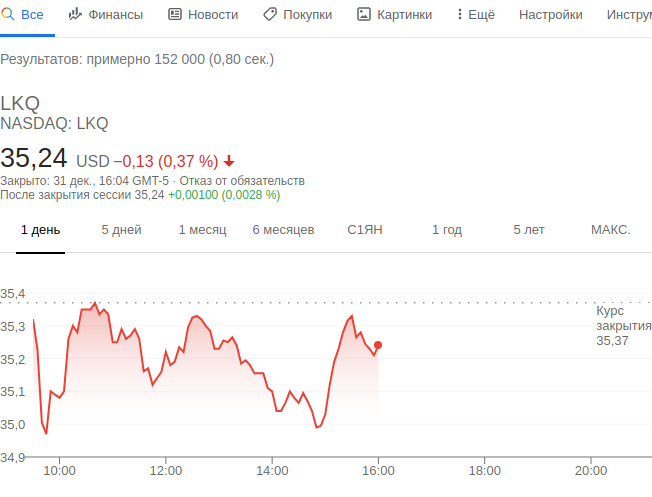 Все Финансы Новости Покупки Картинки Ещё Настройки
Результатов: примерно 152 000 (0,80 сек.)
LKQ
NASDAQ: LKQ
35,24 USD −0,13 (0,37 %)
Закрыто: 31 дек., 16:04 GMT-5 · Отказ от обязательств
После закрытия сессии 35,24 +0,00100 (0,0028 %)
1 день 5 дней 1 месяц 6 месяцев С1ЯН 1 год 5 лет МАКС.
35,4
Курс
закрытия
35,37
35,3
35,2
35,1
35,0
34,9
10:00 12:00 14:00 16:00 18:00 20:00